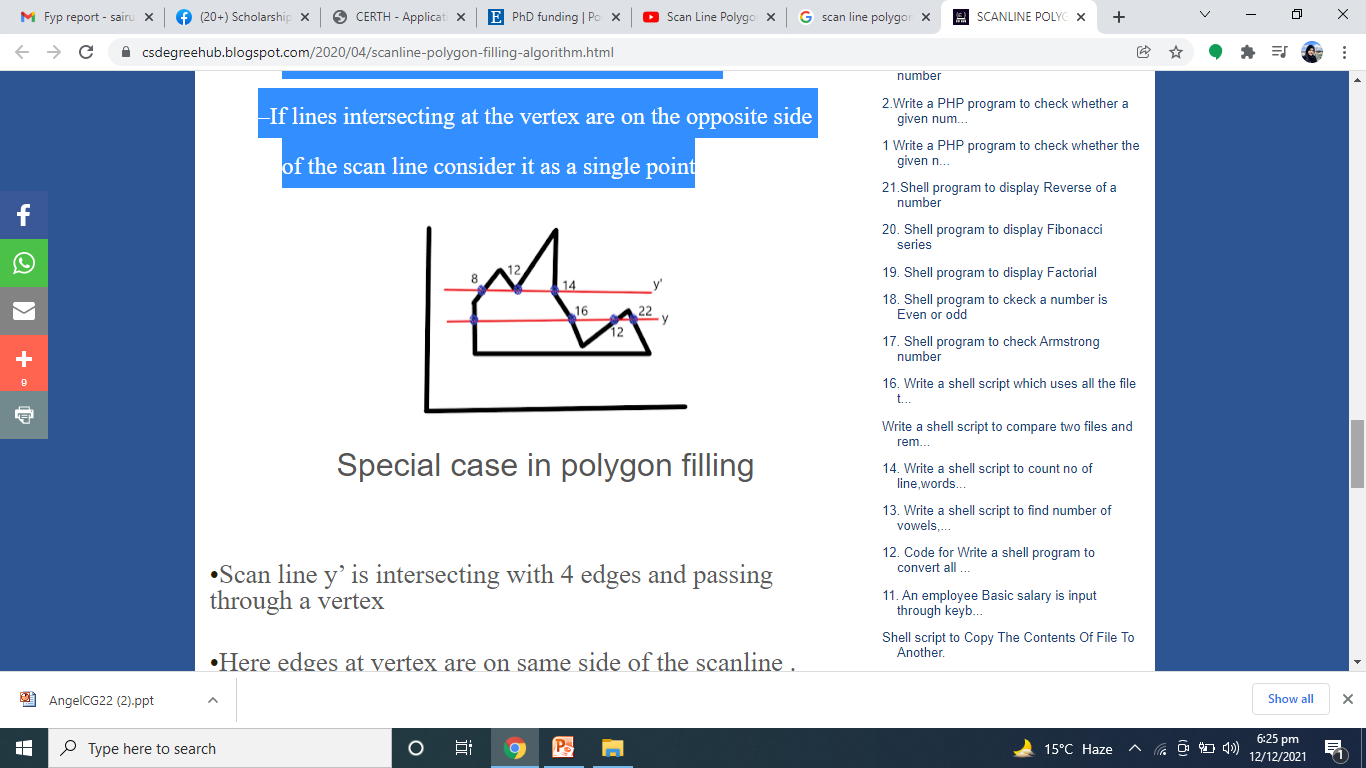 Fyp report - sairu
(20+) Scholarship
CERTH - Applicat
PhD funding | Po
Scan Line Polygo
scan line polygon
SCANLINE POLYG
csdegreehub.blogspot.com/2020/04/scanline-polygon-filling-algorithm.html
–If lines intersecting at the vertex are on the opposite side
of the scan line consider it as a single point
8
12
14
y'
16
22
y
12
Special case in polygon filling
•Scan line y’ is intersecting with 4 edges and passing
through a vertex
•Here edges at vertex are on same side of the scanline .
9
number
2.Write a PHP program to check whether a
given num...
1 Write a PHP program to check whether the
given n...
21.Shell program to display Reverse of a
number
20. Shell program to display Fibonacci
series
19. Shell program to display Factorial
18. Shell program to ckeck a number is
Even or odd
17. Shell program to check Armstrong
number
16. Write a shell script which uses all the file
t...
Write a shell script to compare two files and
rem...
14. Write a shell script to count no of
line,words...
13. Write a shell script to find number of
vowels,...
12. Code for Write a shell program to
convert all ...
11. An employee Basic salary is input
through keyb...
Shell script to Copy The Contents Of File To
Another.
AngelCG22 (2).ppt
Show all
Type here to search
15°C Haze
6:25 pm
12/12/2021
1